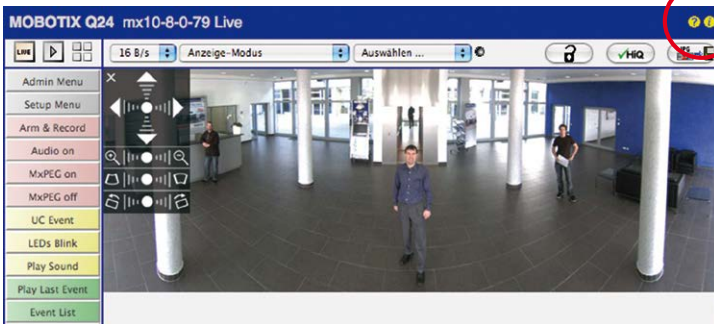 MOBOTIX Q24 mx10-8-0-79 Live
LIVE
16 B/s
Anzeige-Modus
Auswählen ...
HiQ
Admin Menu
Setup Menu
Arm & Record
Audio on
MxPEG on
MxPEG off
UC Event
LEDs Blink
Play Sound
Play Last Event
Event List